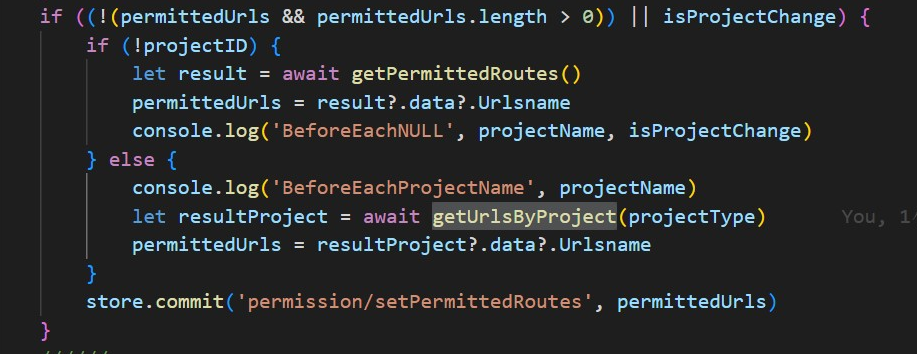 if ((!(permittedUrls && permittedUrls.length > 0)) || isProjectChange) {
if (!projectID) {
let result = await getPermittedRoutes()
permittedUrls = result?.data?.Urlsname
console.log('BeforeEachNULL', projectName, isProjectChange)
} else {
console.log('BeforeEachProjectName', projectName)
let resultProject = await getUrlsByProject(projectType) You, 1
permittedUrls = resultProject?.data?.Urlsname
}
store.commit('permission/setPermittedRoutes', permittedUrls)
}